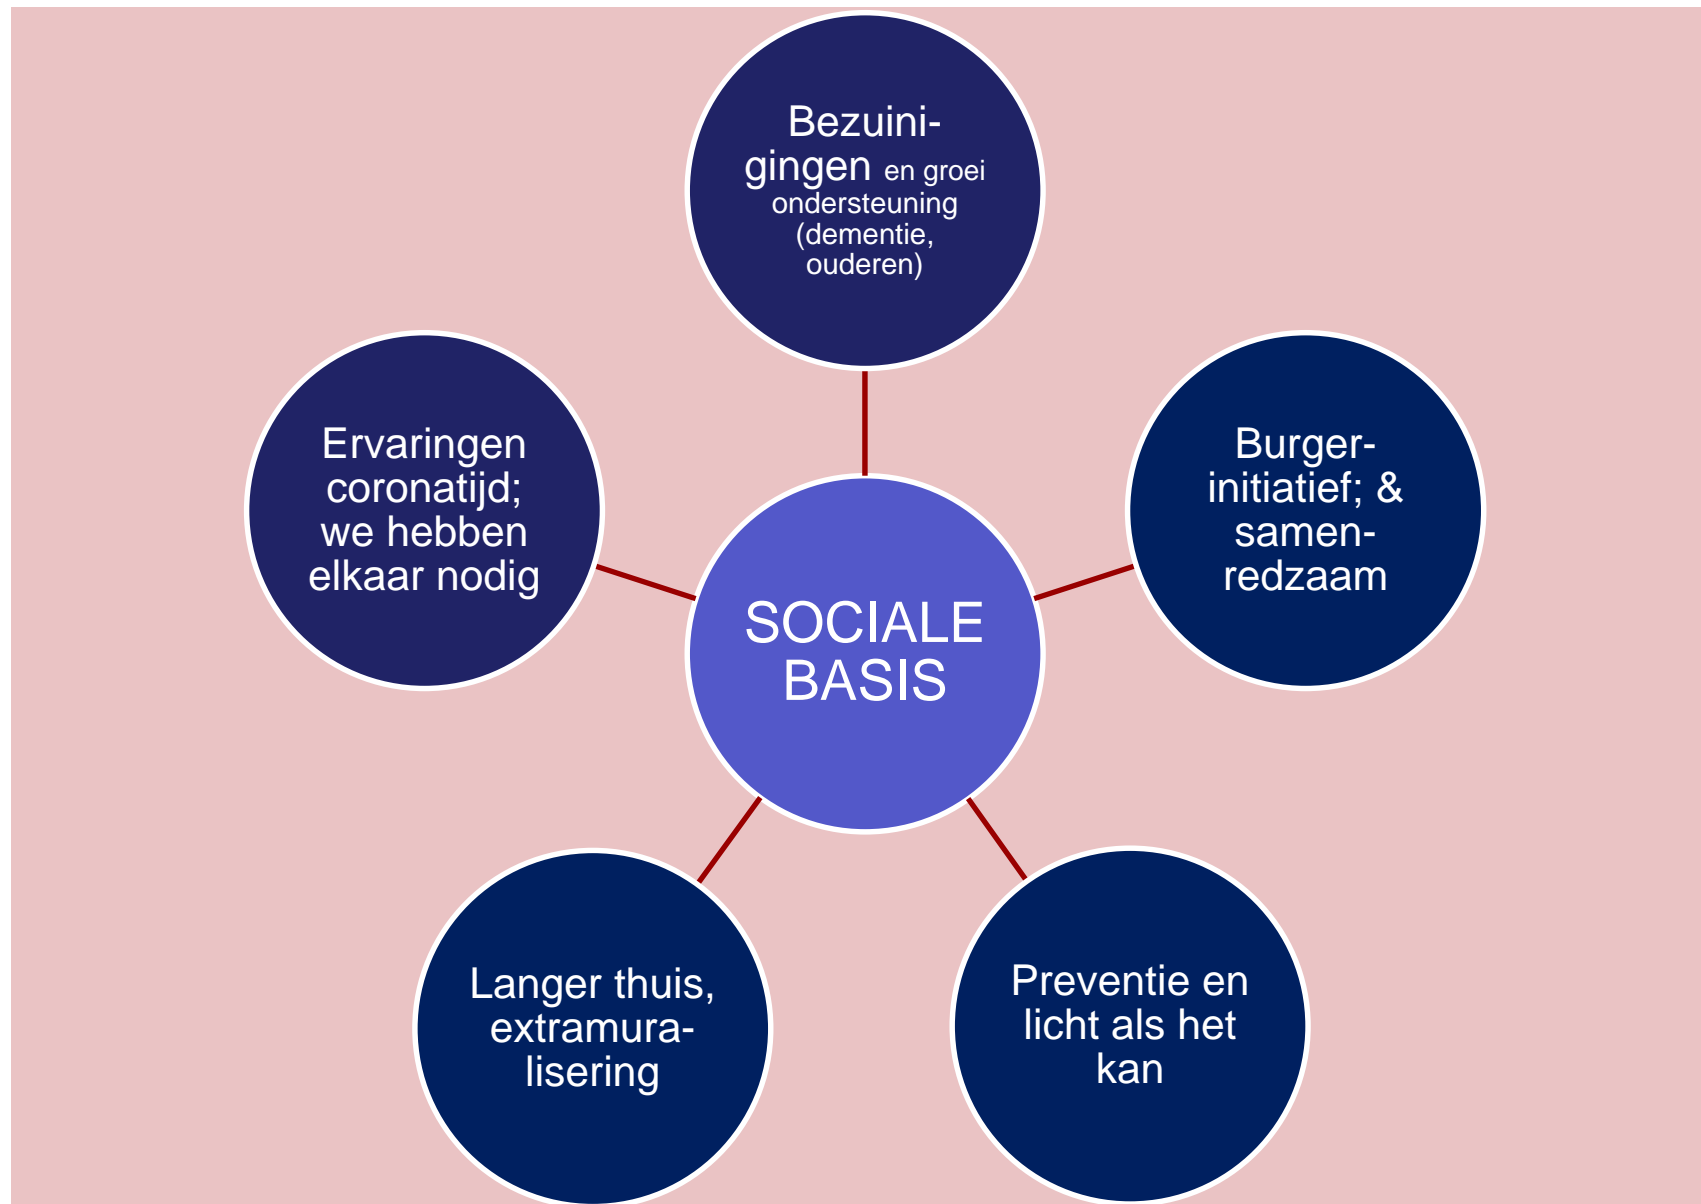 Bezuini-
gingen en groei
ondersteuning
(dementie,
ouderen)
Ervaringen
coronatijd;
we hebben
elkaar nodig
Burger-
initiatief; &
samen-
redzaam
SOCIALE
BASIS
Langer thuis,
extramura-
lisering
Preventie en
licht als het
kan